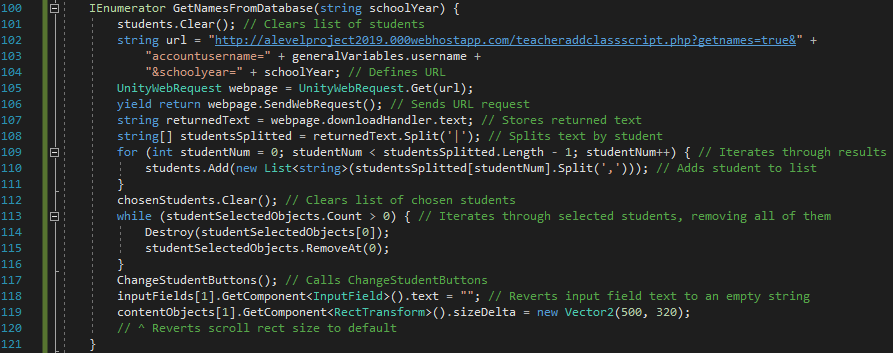 100 IEnumerator GetNamesFromDatabase(string schoolYear) {
101 students.Clear(); // Clears list of students
102 string url = "http://alevelproject2019.000webhostapp.com/teacheraddclassscript.php?getnames=true&" +
103 "accountusername=" + generalVariables.username +
104 "&schoolyear=" + schoolYear; // Defines URL
105 UnityWebRequest webpage = UnityWebRequest.Get(url);
106 yield return webpage.SendWebRequest(); // Sends URL request
107 string returnedText = webpage.downloadHandler.text; // Stores returned text
108 string[] studentsSplitted = returnedText.Split('|'); // Splits text by student
109 for (int studentNum = 0; studentNum < studentsSplitted.Length - 1; studentNum++) { // Iterates through results
110 students.Add(new List<string>(studentsSplitted[studentNum].Split(','))); // Adds student to list
111 }
112 chosenStudents.Clear(); // Clears list of chosen students
113 while (studentSelectedObjects.Count > 0) { // Iterates through selected students, removing all of them
114 Destroy(studentSelectedObjects[0]);
115 studentSelectedObjects.RemoveAt(0);
116 }
117 ChangeStudentButtons(); // Calls ChangeStudentButtons
118 inputFields[1].GetComponent<InputField>().text = ""; // Reverts input field text to an empty string
119 contentObjects[1].GetComponent<RectTransform>().sizeDelta = new Vector2(500, 320);
120 // ^ Reverts scroll rect size to default
121 }